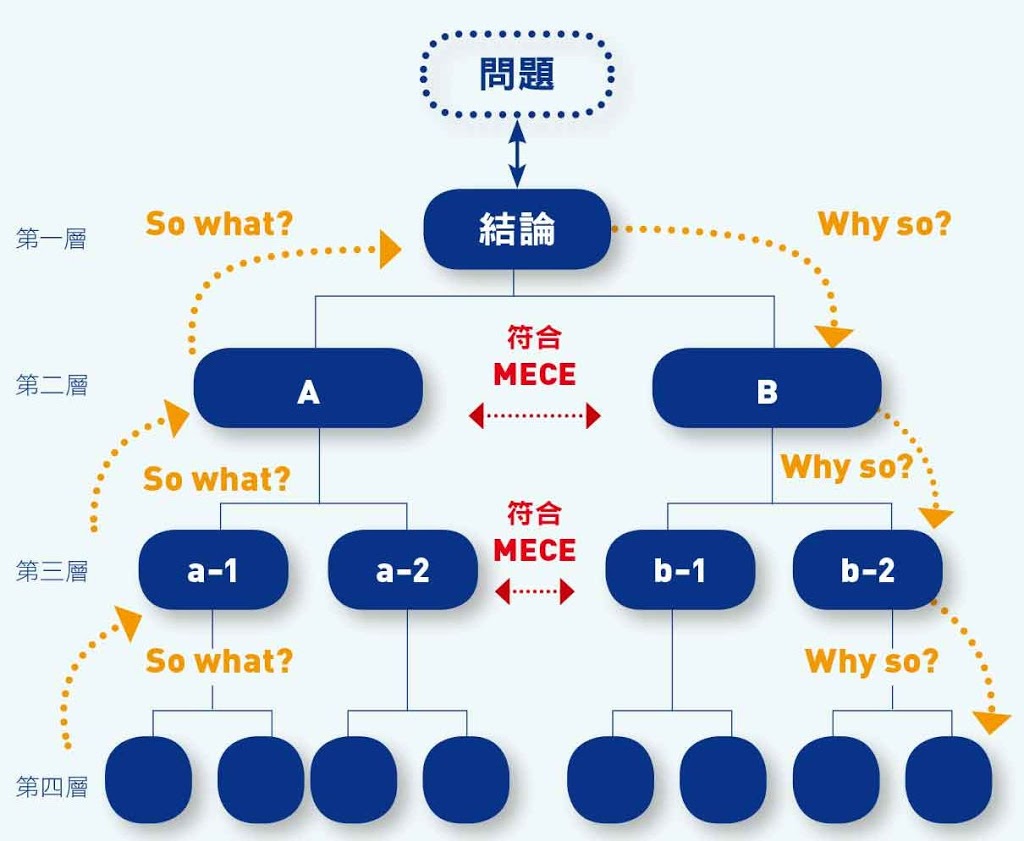 問題
結論
第一層
So what?
Why so?
符合
MECE
第二層
A
B
So what?
Why so?
符合
MECE
第三層
a-1
a-2
b-1
b-2
So what?
Why so?
第四層